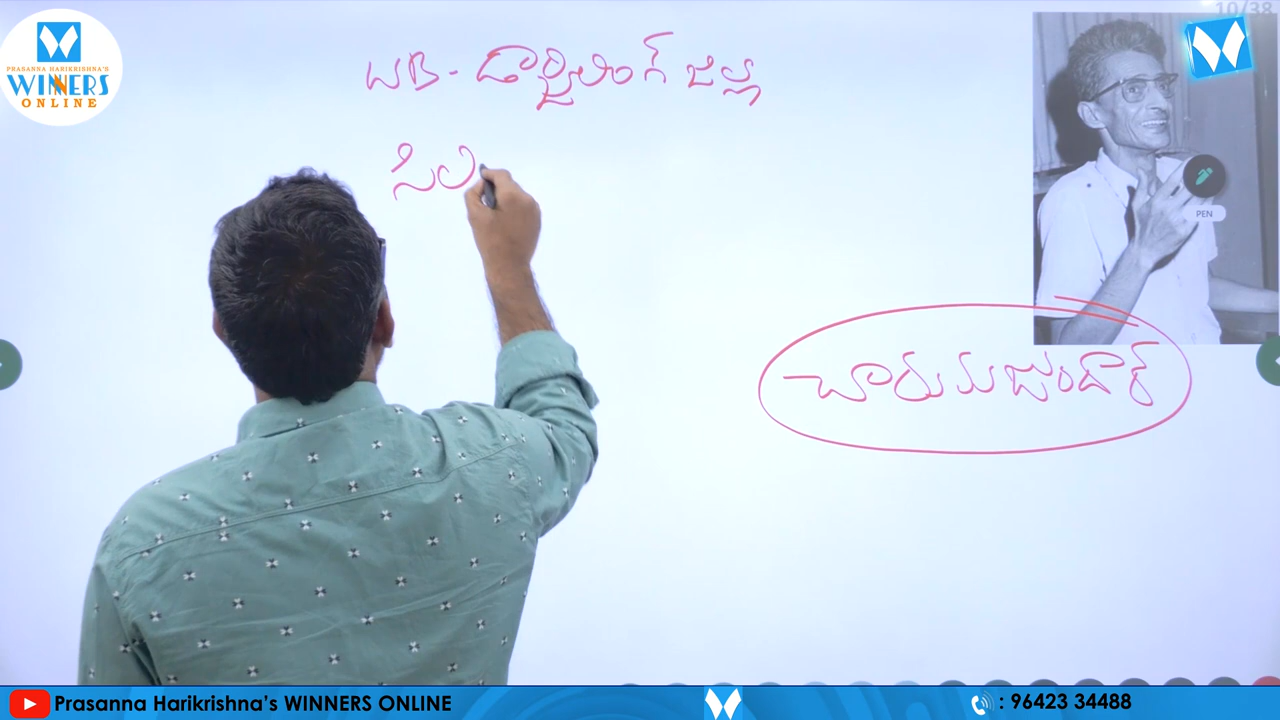 10/38
PRASANNA HARIKRISHNA'S
WINNERS
ONLINE
WB - డార్జిలింగ్ జిల్లా
సిల
PEN
చారుమజుందార్
Prasanna Harikrishna's WINNERS ONLINE
: 96423 34488